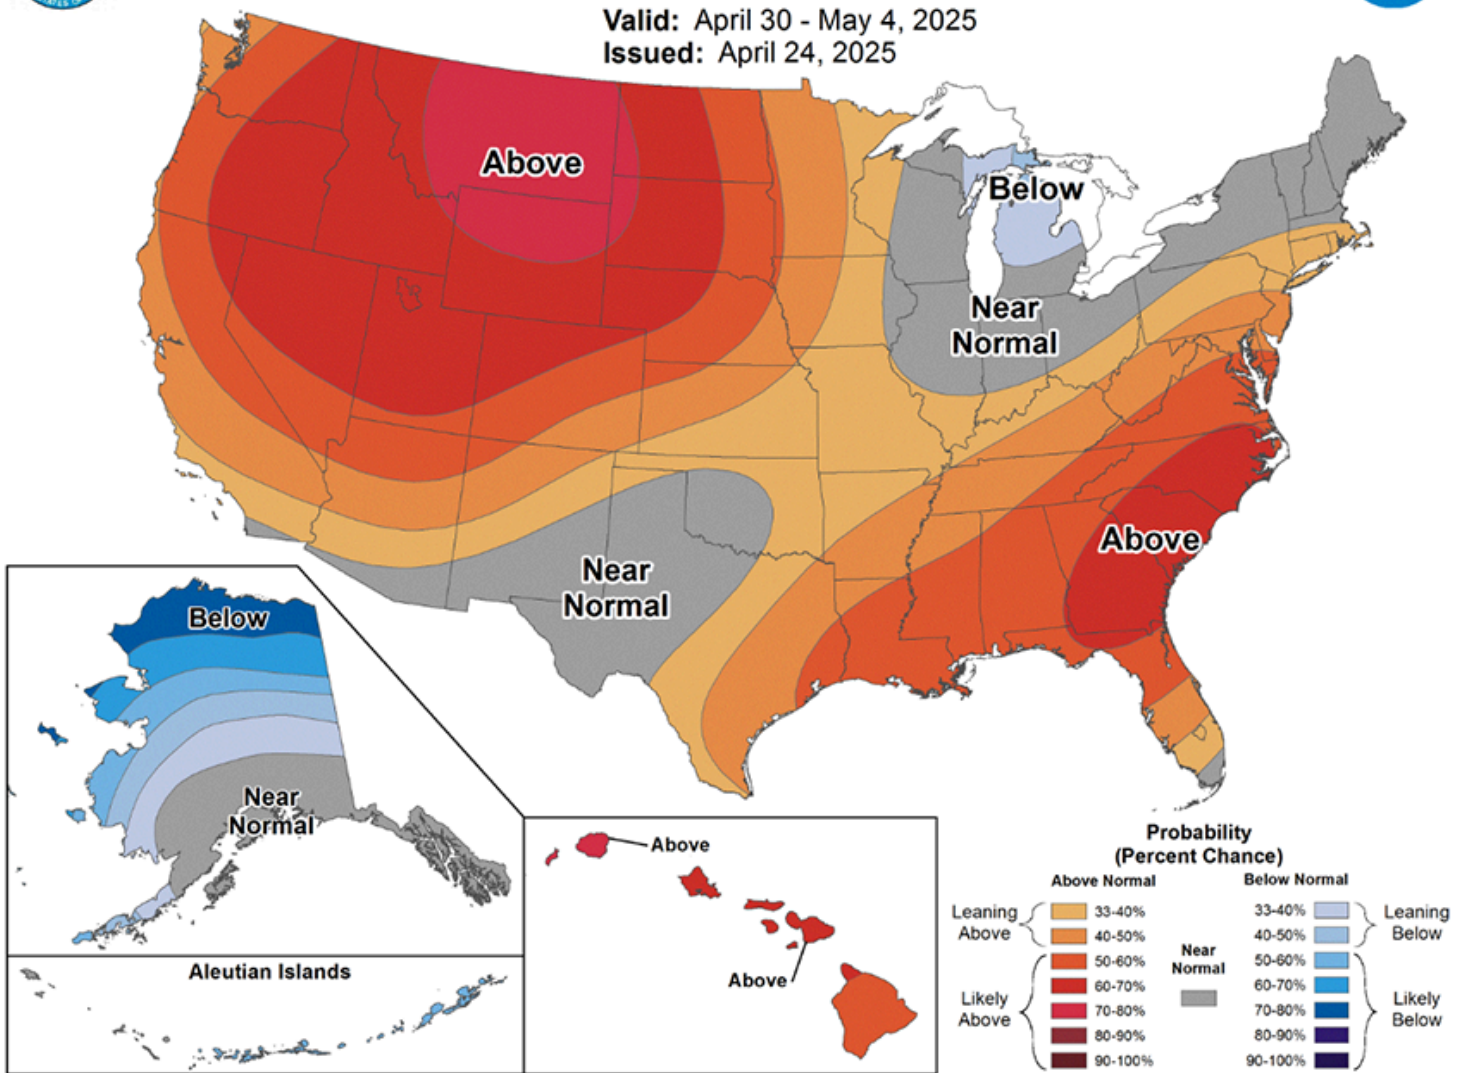 Valid: April 30 - May 4, 2025
Issued: April 24, 2025
Above
Below
Near
Normal
Above
Near
Normal
Below
Near
Normal
Aleutian Islands
Above
Above
Probability
(Percent Chance)
Above Normal
Below Normal
Leaning
Above
33-40%
40-50%
Likely
Above
50-60%
60-70%
70-80%
80-90%
90-100%
Near
Normal
33-40%
40-50%
Leaning
Below
50-60%
60-70%
70-80%
80-90%
90-100%
Likely
Below